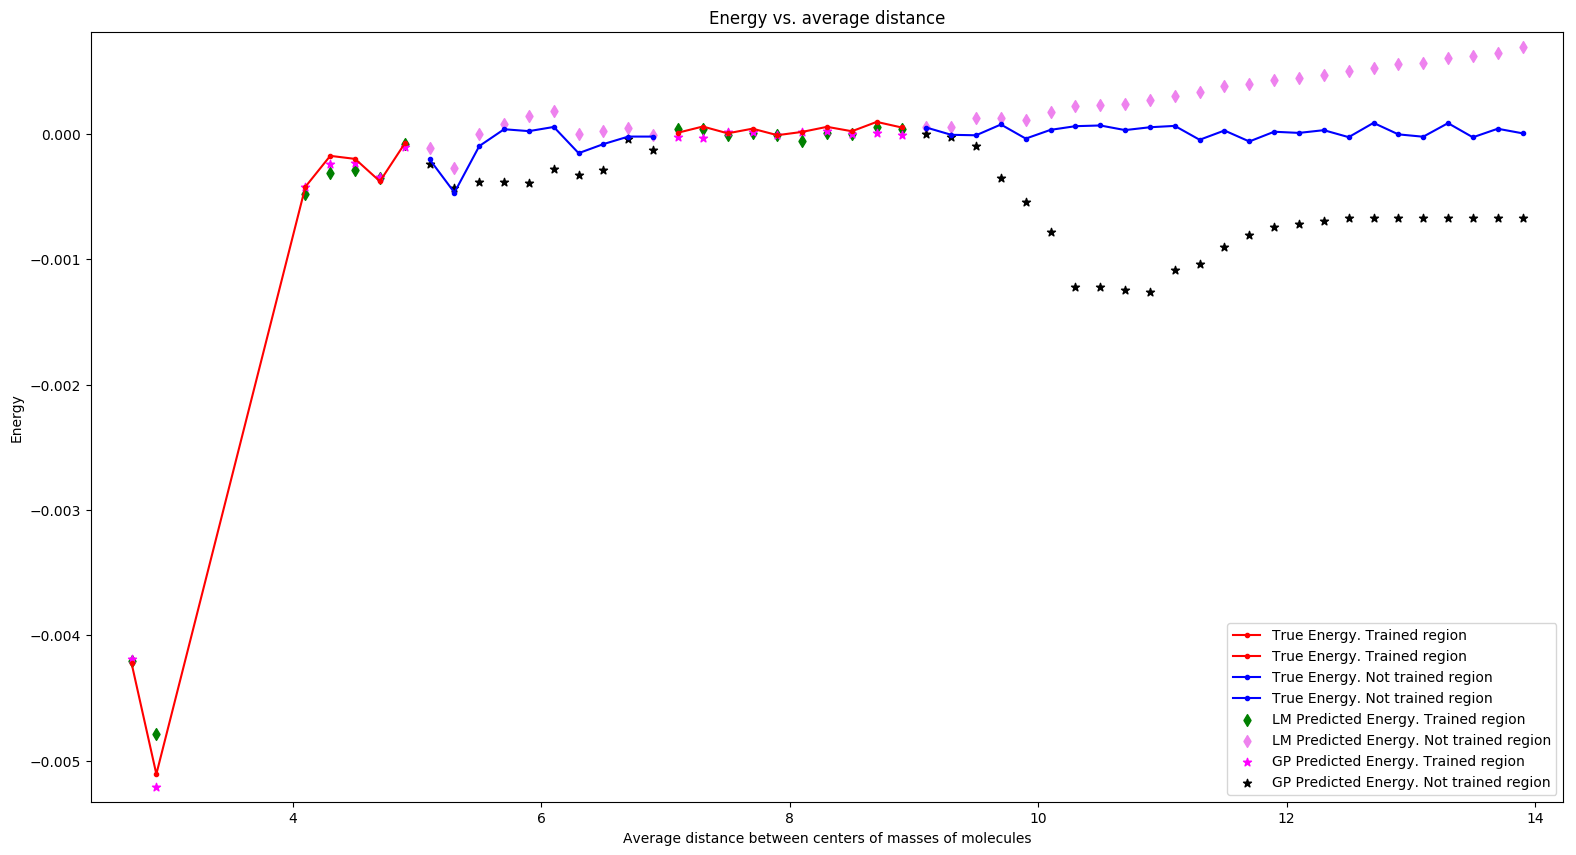 Energy vs. average distance
Energy
0.000
−0.001
−0.002
−0.003
−0.004
−0.005
4
6
8
10
12
14
Average distance between centers of masses of molecules
True Energy. Trained region
True Energy. Trained region
True Energy. Not trained region
True Energy. Not trained region
LM Predicted Energy. Trained region
LM Predicted Energy. Not trained region
GP Predicted Energy. Trained region
GP Predicted Energy. Not trained region